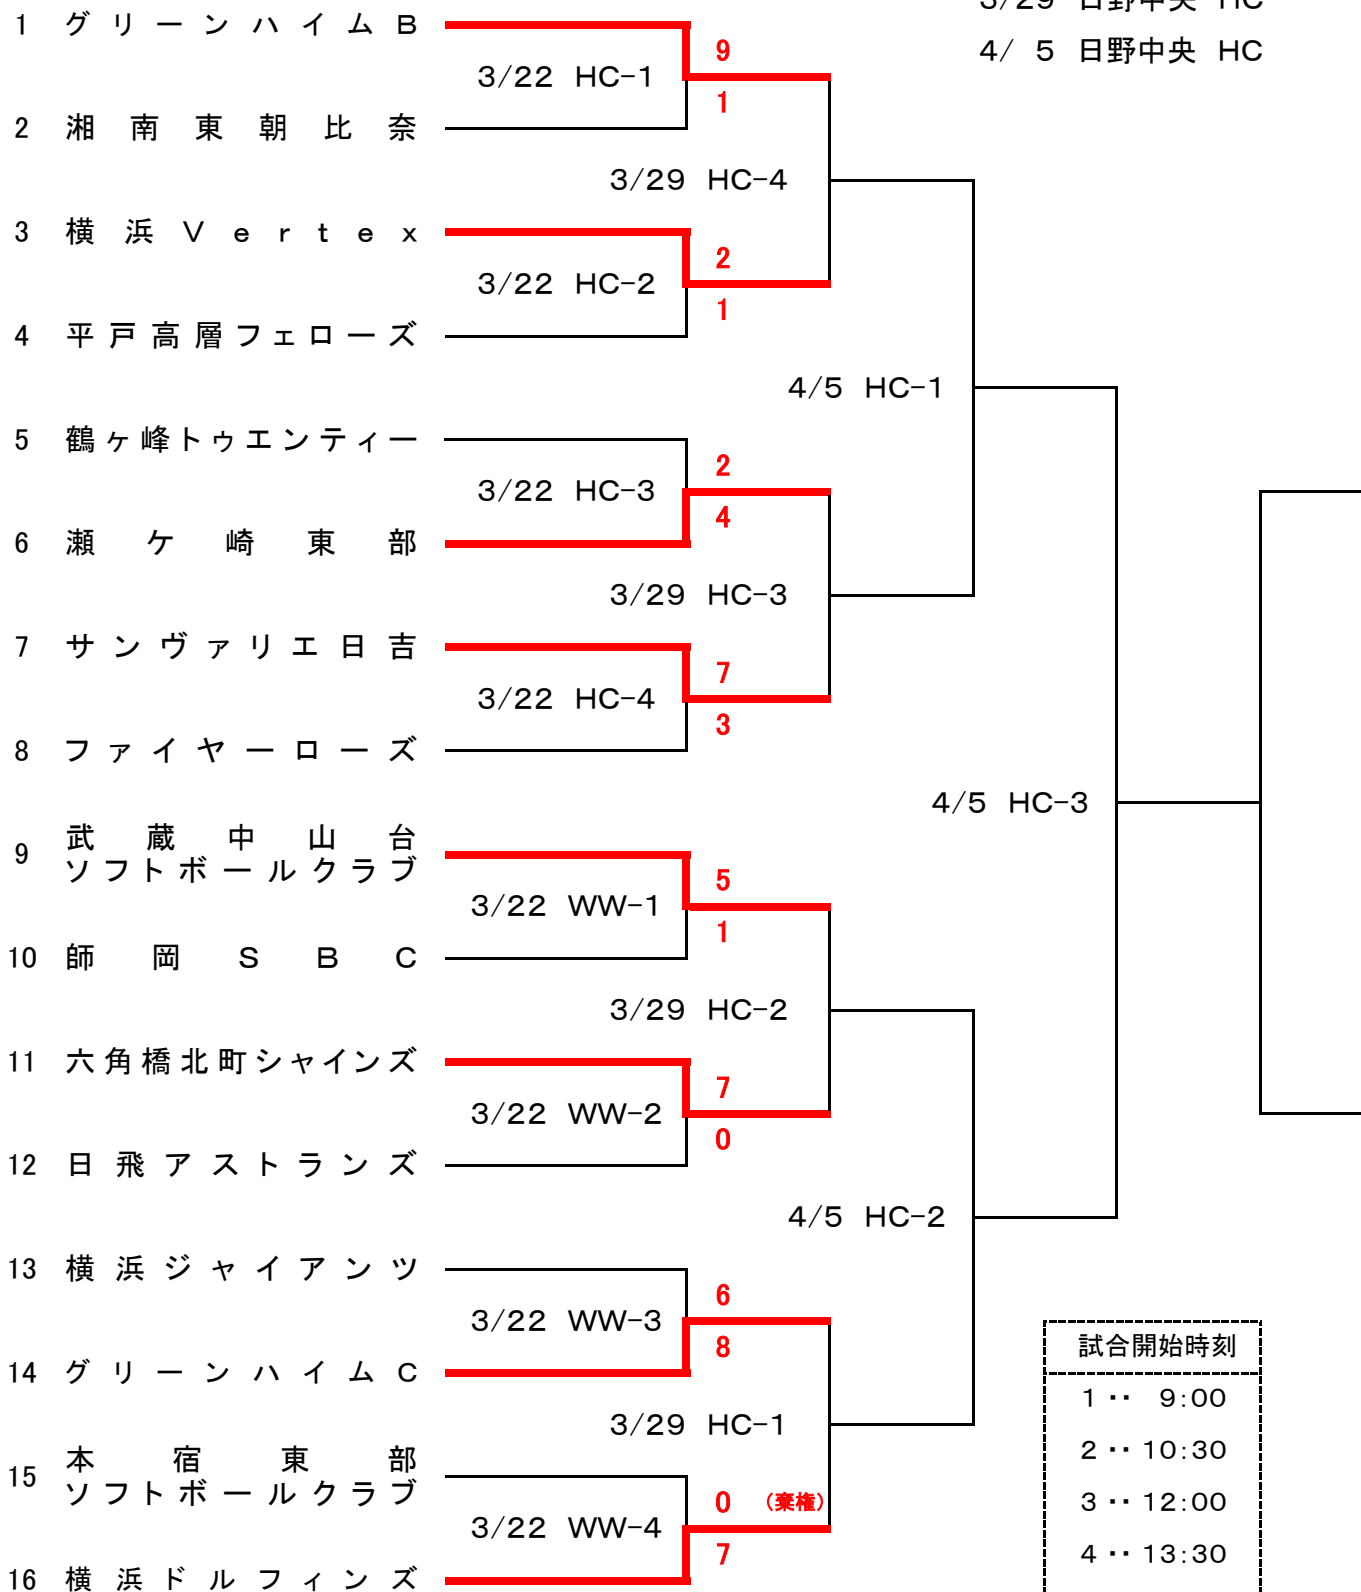 3/29 日野中央 HC
4/ 5 日野中央 HC
1 グリーンハイムB
9
3/22 HC-1
1
2 湘南東朝比奈
3/29 HC-4
3 横浜Vertex
2
3/22 HC-2
1
4 平戸高層フェローズ
4/5 HC-1
5 鶴ヶ峰トゥエンティー
2
3/22 HC-3
4
6 瀬ケ崎東部
3/29 HC-3
7 サンヴァリエ日吉
7
3/22 HC-4
3
8 ファイヤーローズ
4/5 HC-3
9 武蔵中山台
ソフトボールクラブ
5
3/22 WW-1
1
10 師岡SBC
3/29 HC-2
11 六角橋北町シャインズ
7
3/22 WW-2
0
12 日飛アストランズ
4/5 HC-2
13 横浜ジャイアンツ
6
3/22 WW-3
8
14 グリーンハイムC
3/29 HC-1
15 本宿東部
ソフトボールクラブ
0 (棄権)
3/22 WW-4
7
16 横浜ドルフィンズ
試合開始時刻
1 ・・ 9:00
2 ・・ 10:30
3 ・・ 12:00
4 ・・ 13:30